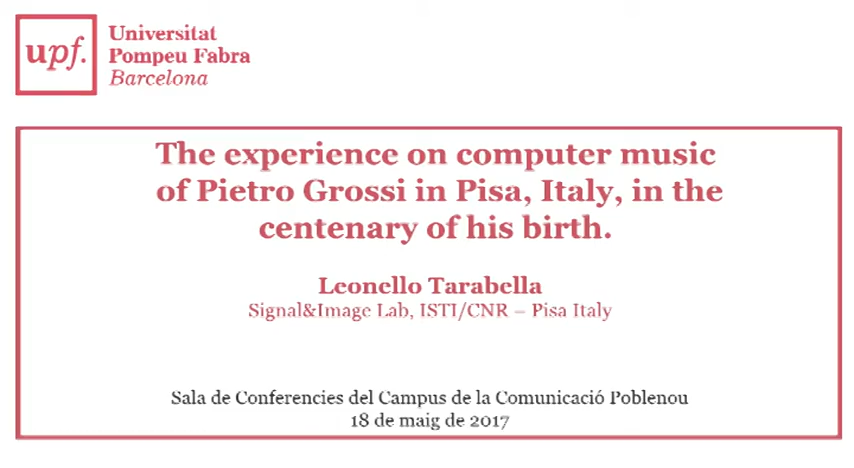 upf.
Universitat
Pompeu Fabra
Barcelona
The experience on computer music
of Pietro Grossi in Pisa, Italy, in the
centenary of his birth.
Leonello Tarabella
Signal&Image Lab, ISTI/CNR – Pisa Italy
Sala de Conferencies del Campus de la Comunicació Poblenou
18 de maig de 2017